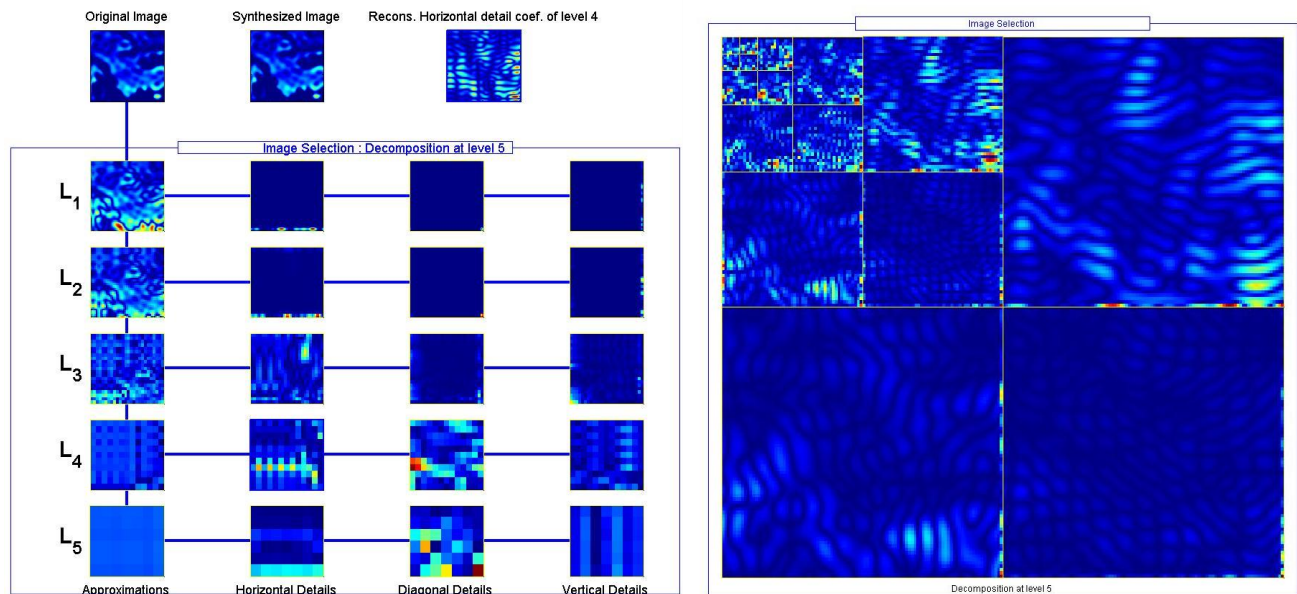 Original Image
Synthesized Image
Recons. Horizontal detail coef. of level 4
Image Selection : Decomposition at level 5
L1
L2
L3
L4
L5
Approximations
Horizontal Details
Diagonal Details
Vertical Details
Image Selection
Decomposition at level 5